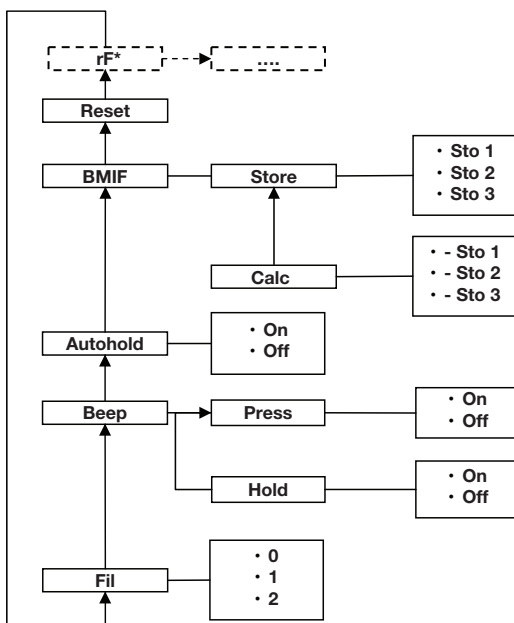 rF*
....
Reset
BMIF
Store
· Sto 1
· Sto 2
· Sto 3
Calc
· - Sto 1
· - Sto 2
· - Sto 3
Autohold
· On
· Off
Beep
Press
· On
· Off
Hold
· On
· Off
Fil
· 0
· 1
· 2